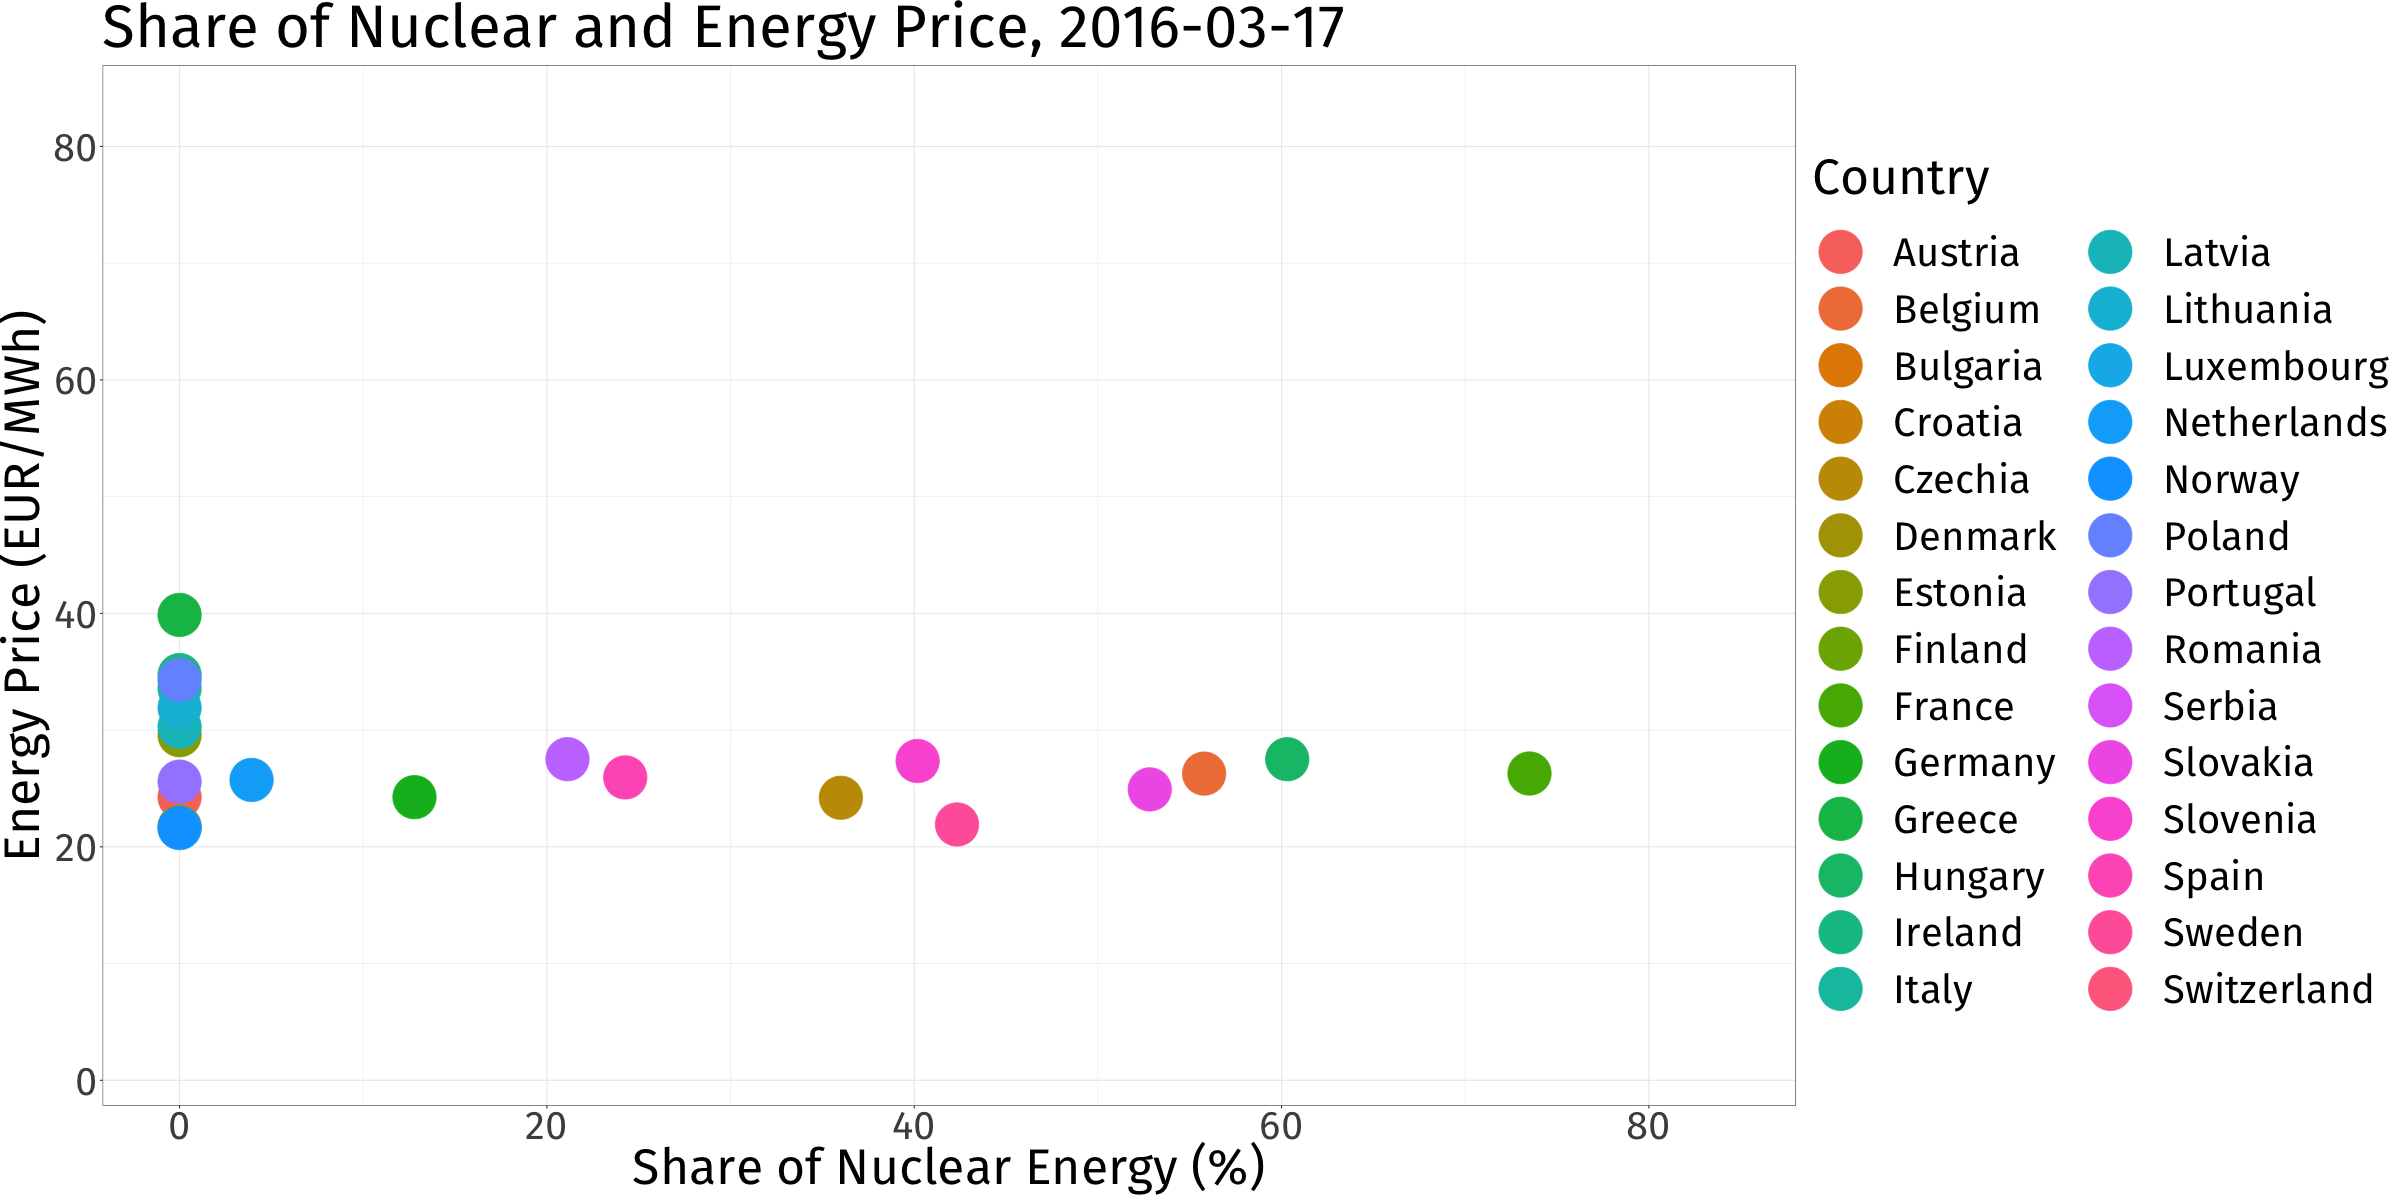 Share of Nuclear and Energy Price, 2016-03-17
Energy Price (EUR/MWh)
80
60
40
20
0
0 20 40 60 80
Share of Nuclear Energy (%)
Country
Austria
Belgium
Bulgaria
Croatia
Czechia
Denmark
Estonia
Finland
France
Germany
Greece
Hungary
Ireland
Italy
Latvia
Lithuania
Luxembourg
Netherlands
Norway
Poland
Portugal
Romania
Serbia
Slovakia
Slovenia
Spain
Sweden
Switzerland